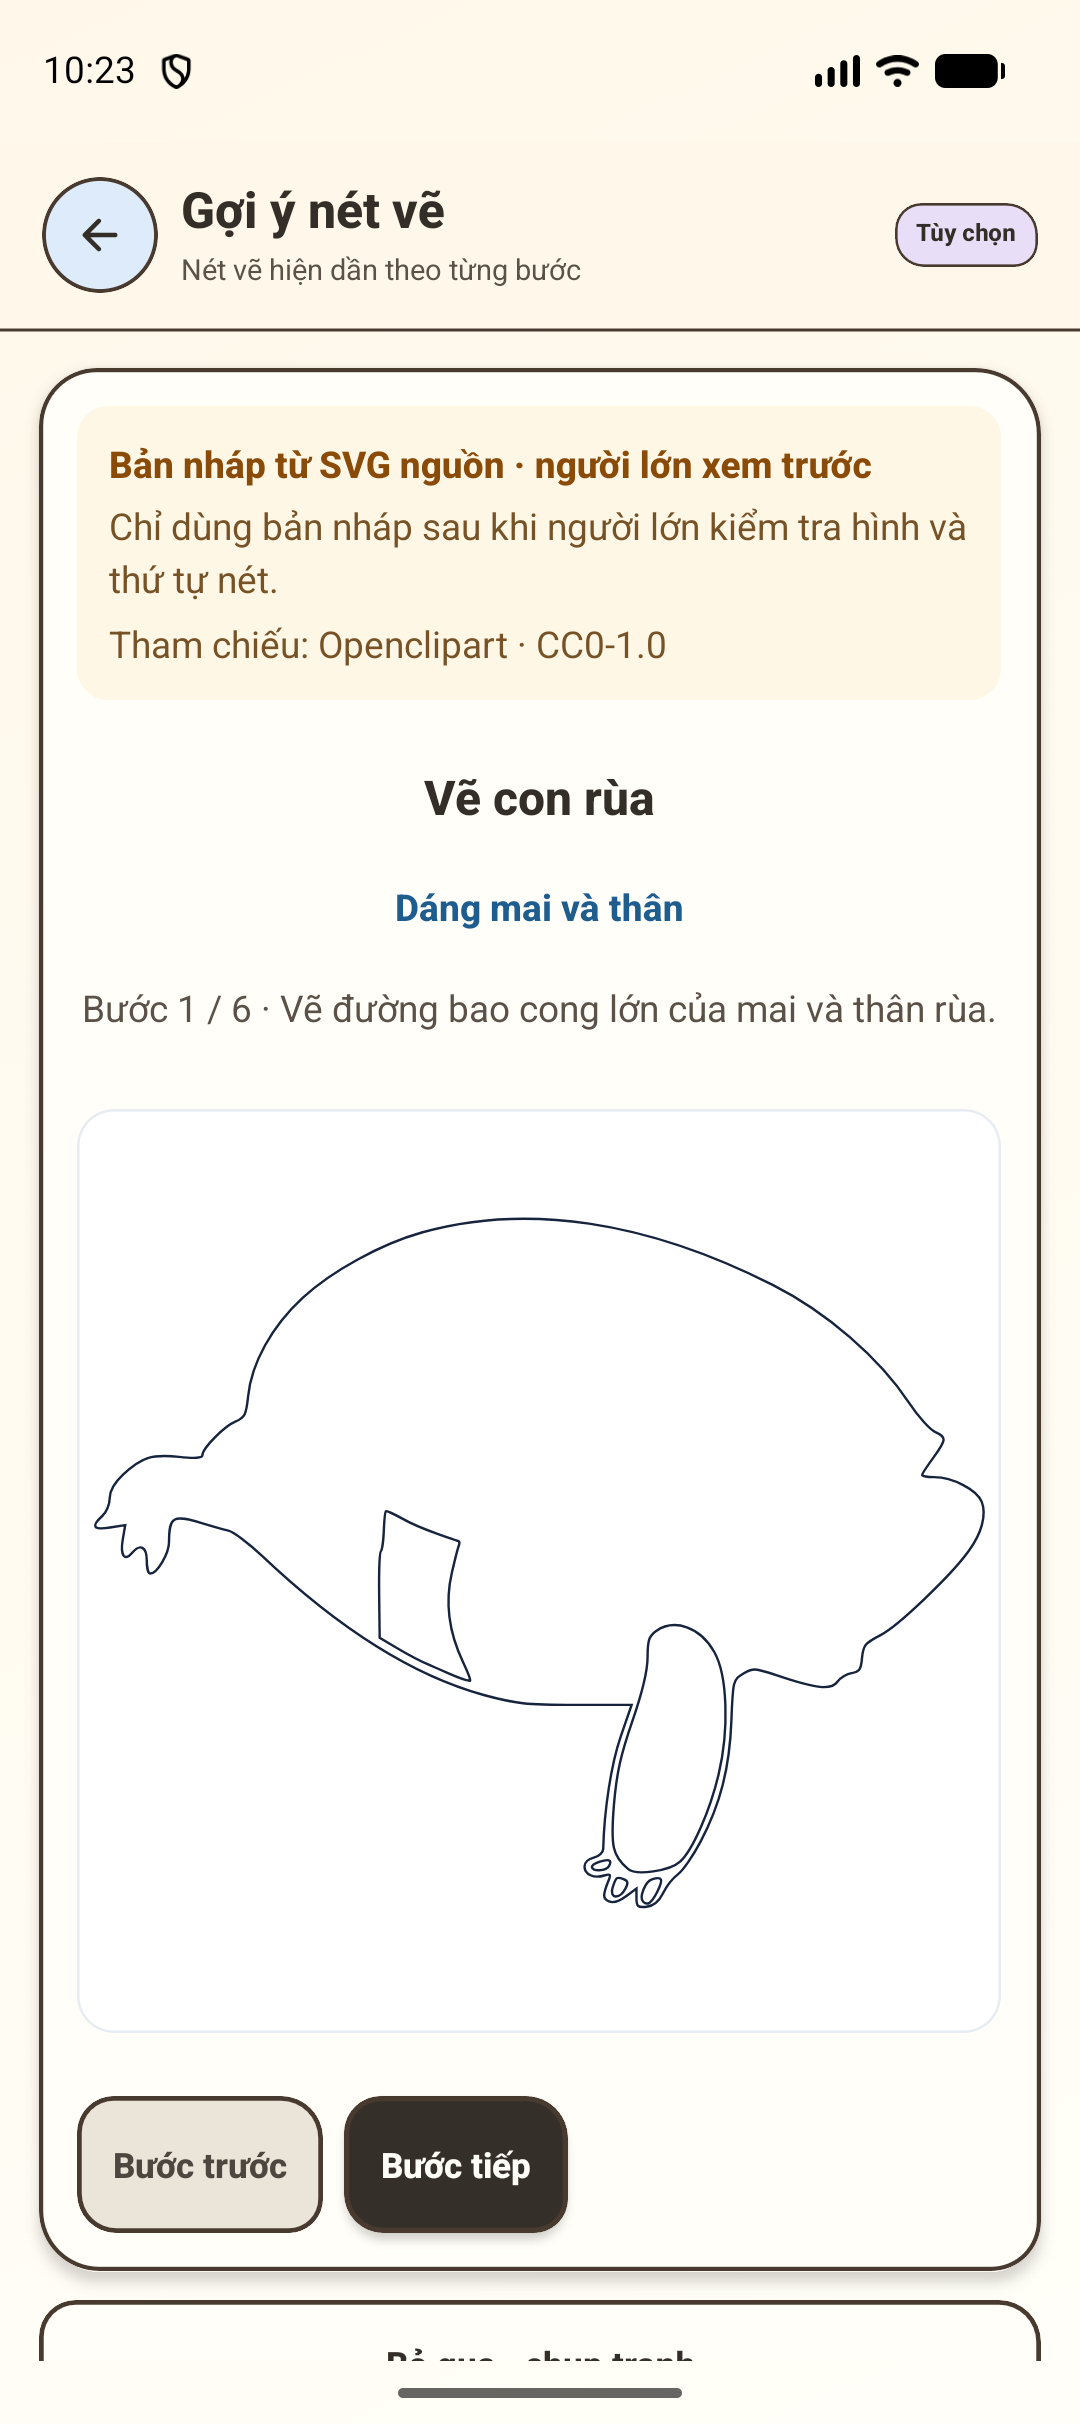 10:23
Gợi ý nét vẽ
Nét vẽ hiện dần theo từng bước
Tùy chọn
Bản nháp từ SVG nguồn · người lớn xem trước
Chỉ dùng bản nháp sau khi người lớn kiểm tra hình và
thứ tự nét.
Tham chiếu: Openclipart · CC0-1.0
Vẽ con rùa
Dáng mai và thân
Bước 1 / 6 · Vẽ đường bao cong lớn của mai và thân rùa.
Bước trước
Bước tiếp